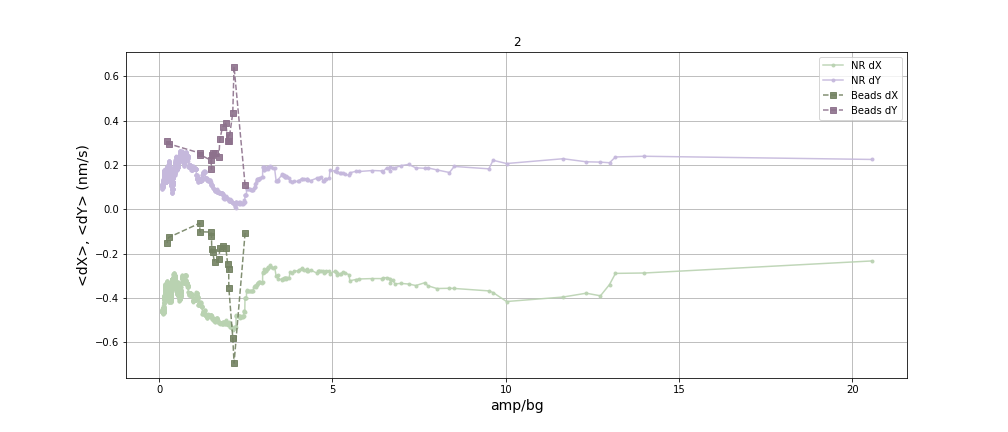 2
NR dX
NR dY
Beads dX
Beads dY
<dX>, <dY> (nm/s)
0.6
0.4
0.2
0.0
−0.2
−0.4
−0.6
0 5 10 15 20
amp/bg